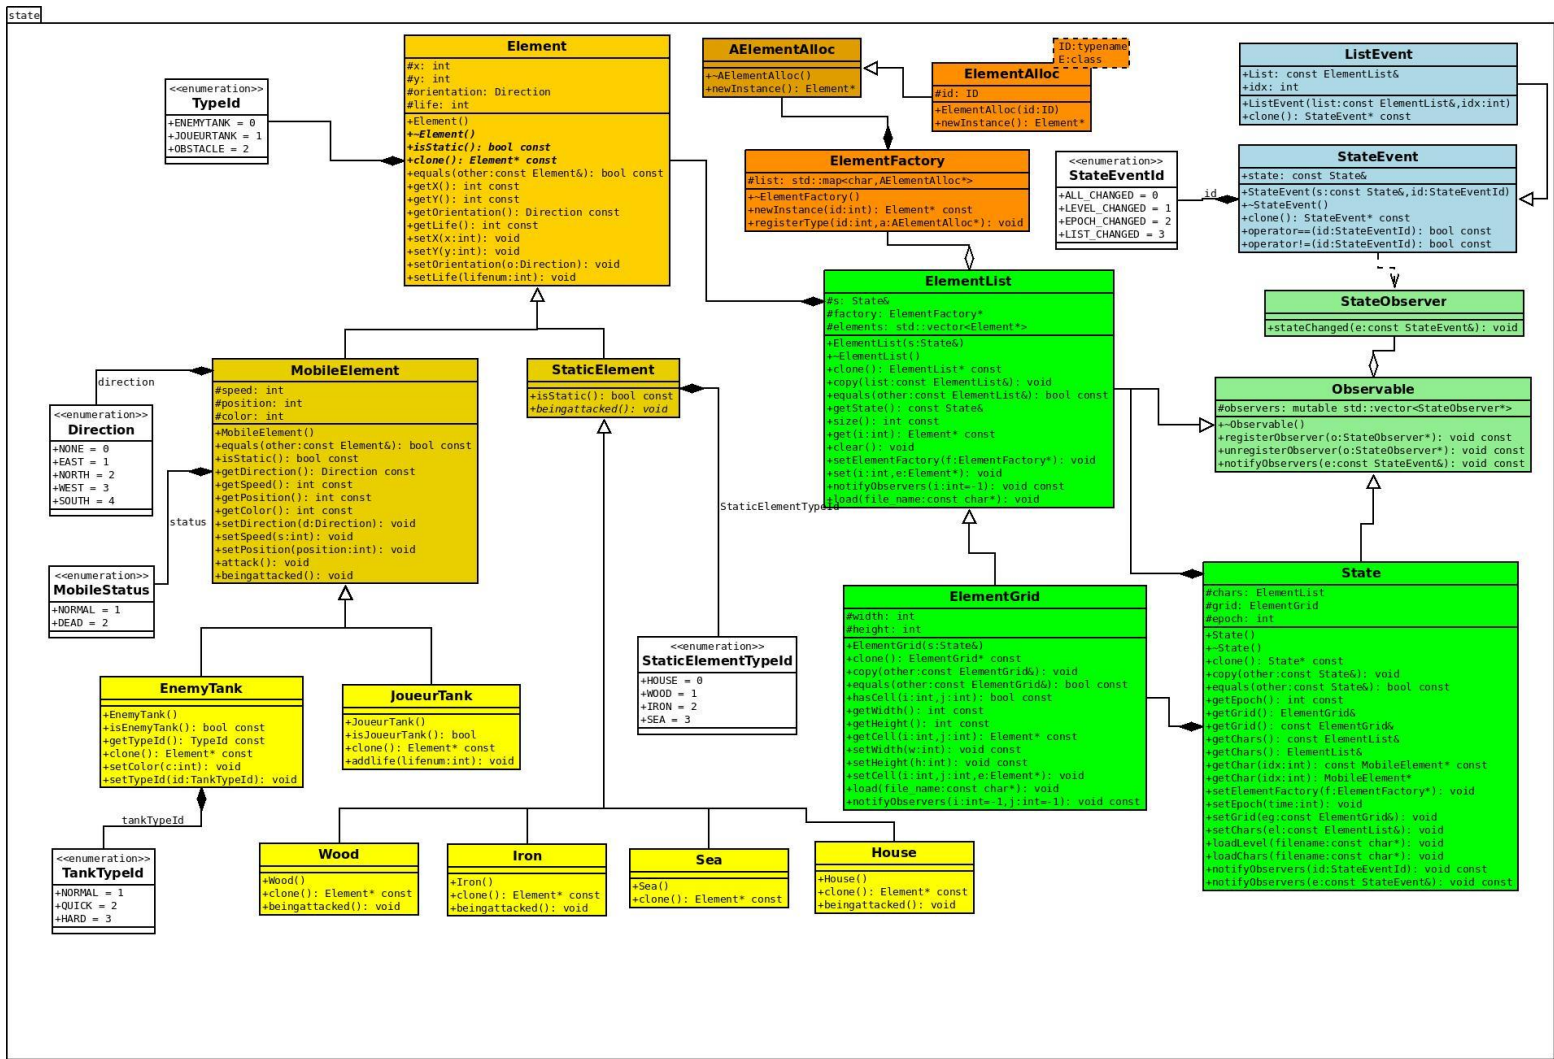 state
Element
#x: int
#y: int
#orientation: Direction
#life: int
+Element()
+~Element()
+isStatic(): bool const
+clone(): Element* const
+equals(other:const Element&): bool const
+getX(): int const
+getY(): int const
+getOrientation(): Direction const
+getLife(): int const
+setX(x:int): void
+setY(y:int): void
+setOrientation(o:Direction): void
+setLife(lifenum:int): void
<<enumeration>>
TypeId
+ENEMYTANK = 0
+JOUEURTANK = 1
+OBSTACLE = 2
AElementAlloc
+~AElementAlloc()
+newInstance(): Element*
ID:typename
E:class
ElementAlloc
#id: ID
+ElementAlloc(id:ID)
+newInstance(): Element*
ElementFactory
#list: std::map<char,AElementAlloc*>
+~ElementFactory()
+newInstance(id:int): Element* const
+registerType(id:int,a:AElementAlloc*): void
ListEvent
+List: const ElementList&
+idx: int
+ListEvent(list:const ElementList&,idx:int)
+clone(): StateEvent* const
<<enumeration>>
StateEventId
+ALL_CHANGED = 0
+LEVEL_CHANGED = 1
+EPOCH_CHANGED = 2
+LIST_CHANGED = 3
id
StateEvent
+state: const State&
+StateEvent(s:const State&,id:StateEventId)
+~StateEvent()
+clone(): StateEvent* const
+operator==(id:StateEventId): bool const
+operator!=(id:StateEventId): bool const
StateObserver
+stateChanged(e:const StateEvent&): void
Observable
#observers: mutable std::vector<StateObserver*>
+~Observable()
+registerObserver(o:StateObserver*): void const
+unregisterObserver(o:StateObserver*): void const
+notifyObservers(e:const StateEvent&): void const
ElementList
#s: State&
#factory: ElementFactory*
#elements: std::vector<Element*>
+ElementList(s:State&)
+~ElementList()
+clone(): ElementList* const
+copy(list:const ElementList&): void
+equals(other:const ElementList&): bool const
+getState(): const State&
+size(): int const
+get(i:int): Element* const
+clear(): void
+setElementFactory(f:ElementFactory*): void
+set(i:int,e:Element*): void
+notifyObservers(i:int=-1): void const
+load(file_name:const char*): void
MobileElement
#speed: int
#position: int
#color: int
+MobileElement()
+equals(other:const Element&): bool const
+isStatic(): bool const
+getDirection(): Direction const
+getSpeed(): int const
+getPosition(): int const
+getColor(): int const
+setDirection(d:Direction): void
+setSpeed(s:int): void
+setPosition(position:int): void
+attack(): void
+beingattacked(): void
StaticElement
+isStatic(): bool const
+beingattacked(): void
direction
<<enumeration>>
Direction
+NONE = 0
+EAST = 1
+NORTH = 2
+WEST = 3
+SOUTH = 4
status
<<enumeration>>
MobileStatus
+NORMAL = 1
+DEAD = 2
StaticElementTypeId
<<enumeration>>
StaticElementTypeId
+HOUSE = 0
+WOOD = 1
+IRON = 2
+SEA = 3
ElementGrid
#width: int
#height: int
+ElementGrid(s:State&)
+clone(): ElementGrid* const
+copy(other:const ElementGrid&): void
+equals(other:const ElementGrid&): bool const
+hasCell(i:int,j:int): bool const
+getWidth(): int const
+getHeight(): int const
+getCell(i:int,j:int): Element* const
+setWidth(w:int): void const
+setHeight(h:int): void const
+setCell(i:int,j:int,e:Element*): void
+load(file_name:const char*): void
+notifyObservers(i:int=-1,j:int=-1): void const
State
#chars: ElementList
#grid: ElementGrid
#epoch: int
+State()
+~State()
+clone(): State* const
+copy(other:const State&): void
+equals(other:const State&): bool const
+getEpoch(): int const
+getGrid(): ElementGrid&
+getGrid(): const ElementGrid&
+getChars(): const ElementList&
+getChars(): ElementList&
+getChar(idx:int): const MobileElement* const
+getChar(idx:int): MobileElement*
+setElementFactory(f:ElementFactory*): void
+setEpoch(time:int): void
+setGrid(eg:const ElementGrid&): void
+setChars(el:const ElementList&): void
+loadLevel(filename:const char*): void
+loadChars(filename:const char*): void
+notifyObservers(id:StateEventId): void const
+notifyObservers(e:const StateEvent&): void const
EnemyTank
+EnemyTank()
+isEnemyTank(): bool const
+getTypeId(): TypeId const
+clone(): Element* const
+setColor(c:int): void
+setTypeId(id:TankTypeId): void
JoueurTank
+JoueurTank()
+isJoueurTank(): bool
+clone(): Element* const
+addlife(lifenum:int): void
tankTypeId
<<enumeration>>
TankTypeId
+NORMAL = 1
+QUICK = 2
+HARD = 3
Wood
+Wood()
+clone(): Element* const
+beingattacked(): void
Iron
+Iron()
+clone(): Element* const
+beingattacked(): void
Sea
+Sea()
+clone(): Element* const
House
+House()
+clone(): Element* const
+beingattacked(): void